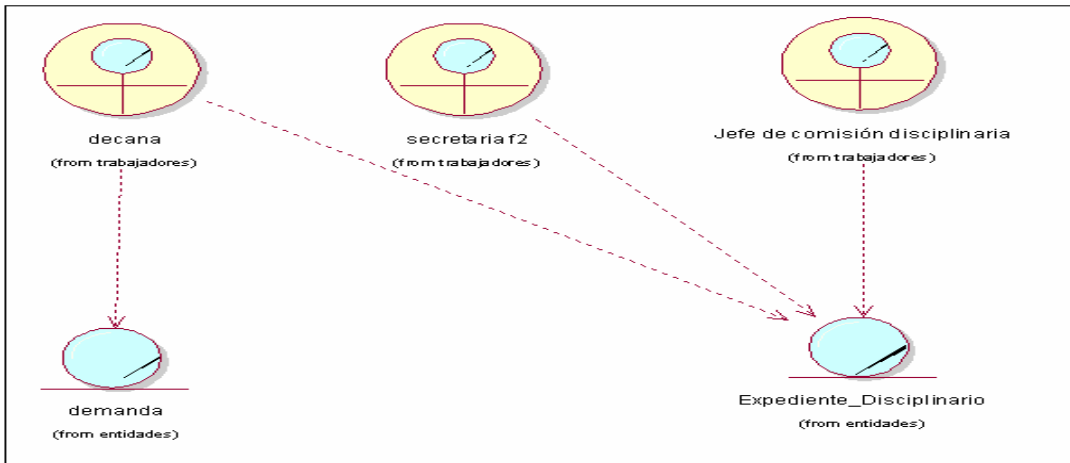 decana
(from trabajadores)
secretaria f2
(from trabajadores)
Jefe de comisión disciplinaria
(from trabajadores)
demanda
(from entidades)
Expediente_Disciplinario
(from entidades)